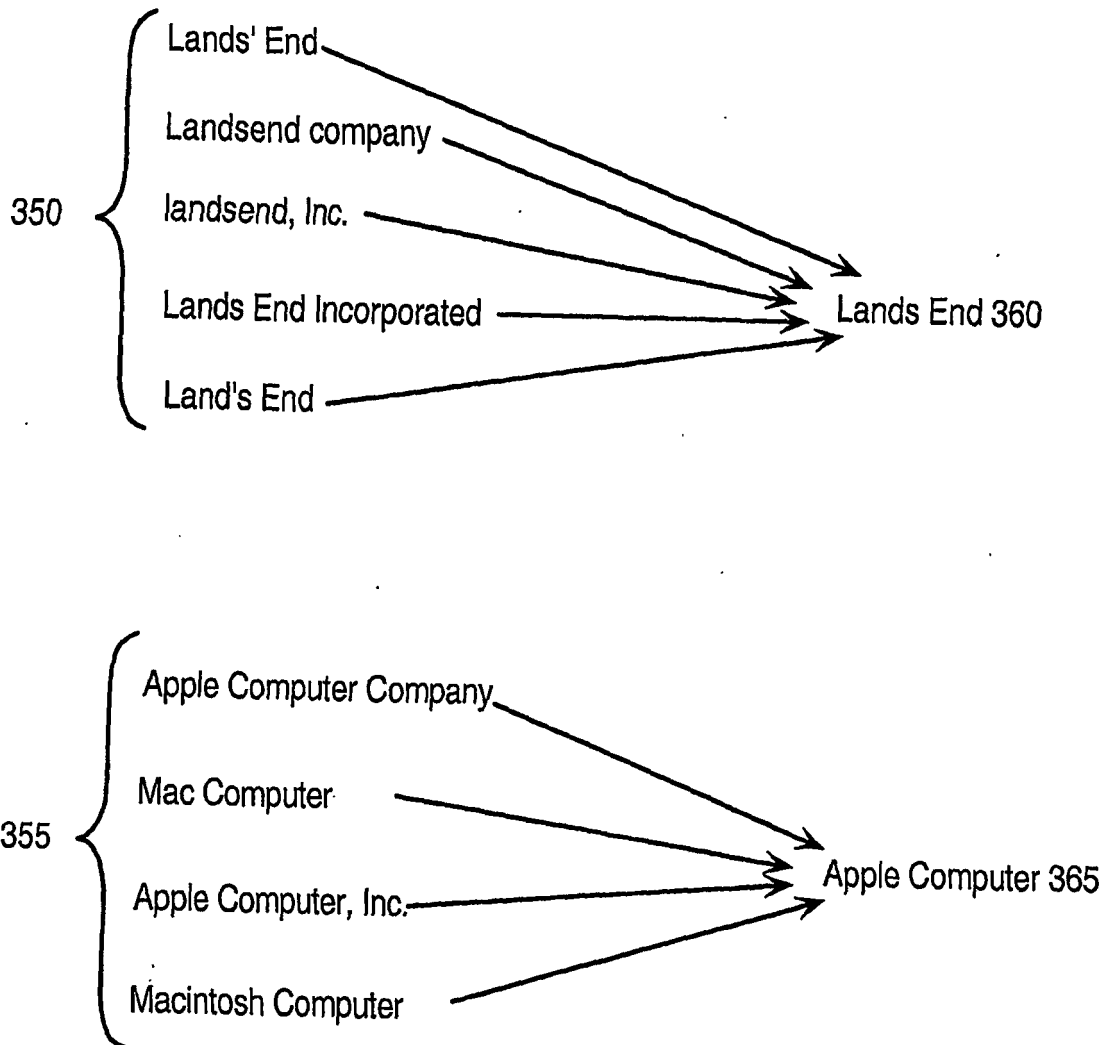 Lands' End
Landsend company
350
landsend, Inc.
Lands End Incorporated
Lands End 360
Land's End
Apple Computer Company
Mac Computer
355
Apple Computer 365
Apple Computer, Inc.
Macintosh Computer